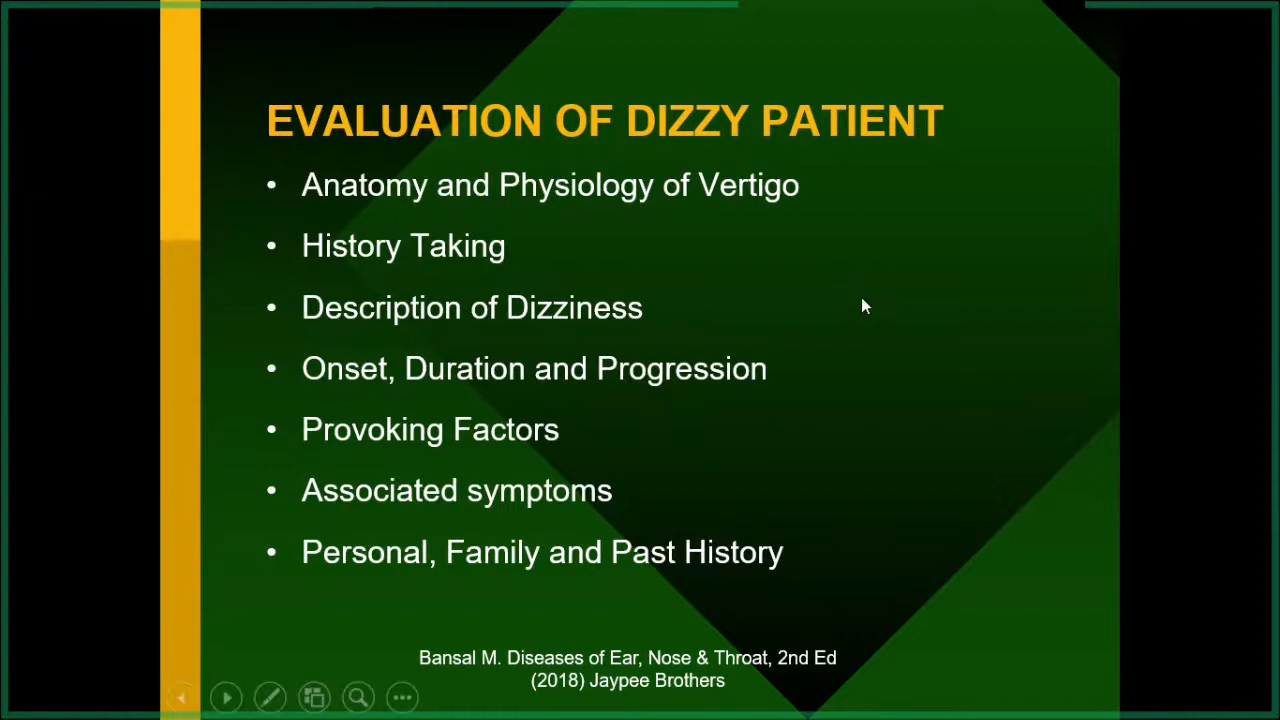 EVALUATION OF DIZZY PATIENT
• Anatomy and Physiology of Vertigo
• History Taking
• Description of Dizziness
• Onset, Duration and Progression
• Provoking Factors
• Associated symptoms
• Personal, Family and Past History
Bansal M. Diseases of Ear, Nose & Throat, 2nd Ed
(2018) Jaypee Brothers